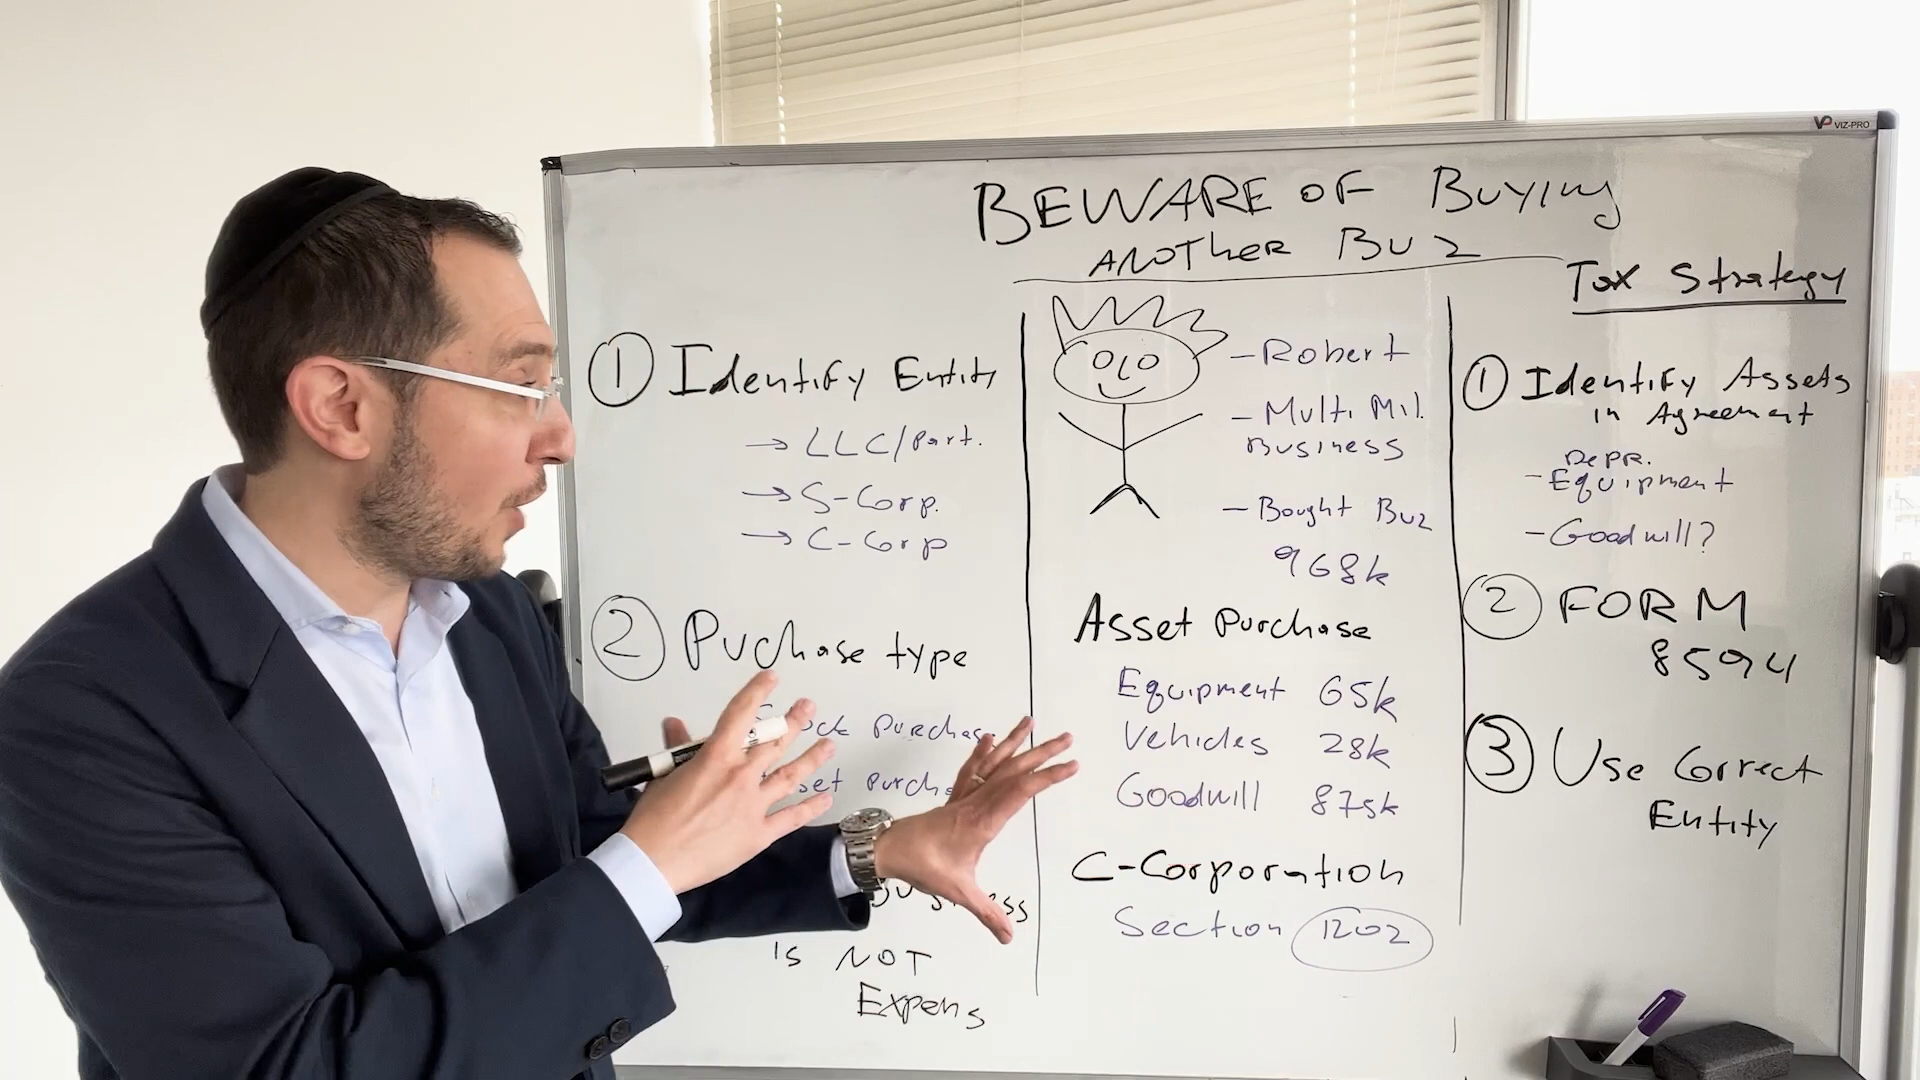 VP VIZ-PRO
BEWARE OF BUYING
ANOTHER BUZ
① Identify Entity
→ LLC/Part.
→ S-Corp.
→ C-Corp
② Puchase type
Purchase
is NOT
Expens
- Robert
- Multi Mil.
Business
- Bought Buz
968k
Asset Purchase
Equipment 65k
Vehicles 28k
Goodwill 875k
C-Corporation
Section 1202
Tax Strategy
① Identify Assets
in Agreement
Depr.
- Equipment
- Goodwill?
② FORM
8594
③ Use Correct
Entity